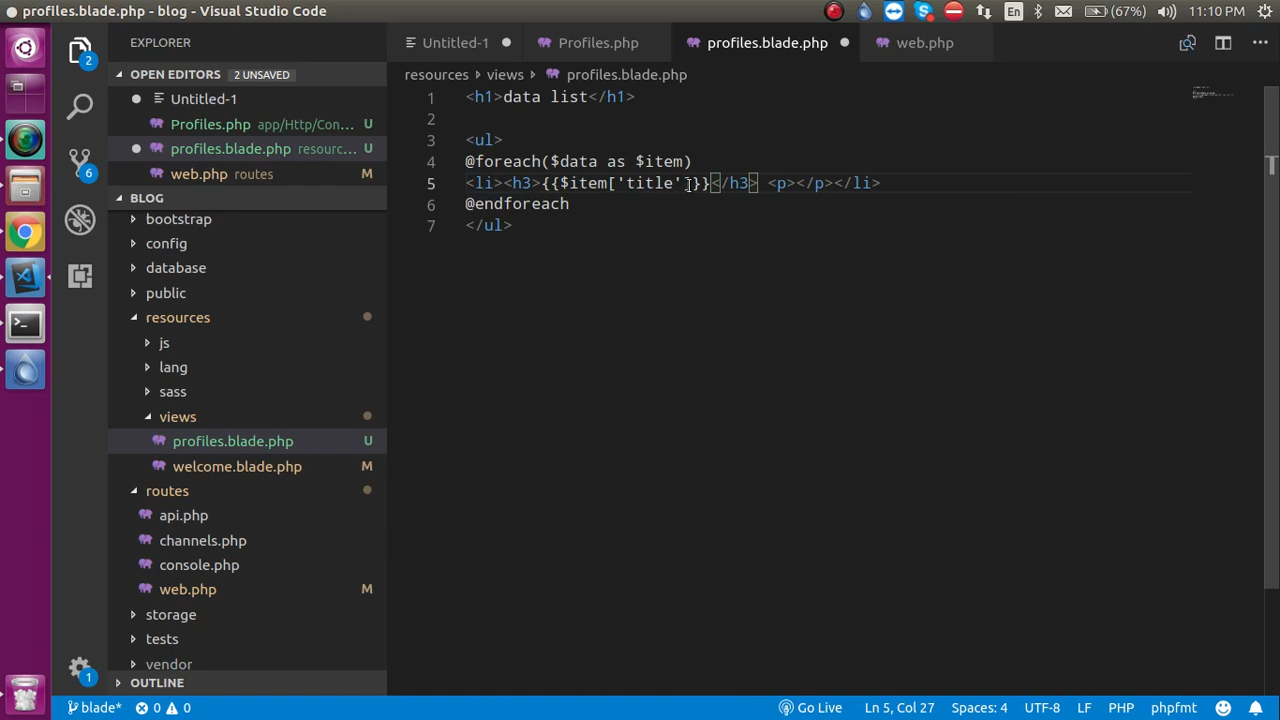 profiles.blade.php - blog - Visual Studio Code
En
(67%)
11:10 PM
EXPLORER
OPEN EDITORS 2 UNSAVED
Untitled-1
Profiles.php app/Http/Con... U
profiles.blade.php resourc... U
web.php routes
BLOG
bootstrap
config
database
public
resources
js
lang
sass
views
profiles.blade.php U
welcome.blade.php M
routes
api.php
channels.php
console.php
web.php M
storage
tests
vendor
OUTLINE
2
6
1
Untitled-1
Profiles.php
profiles.blade.php
web.php
resources › views › profiles.blade.php
1 <h1>data list</h1>
2
3 <ul>
4 @foreach($data as $item)
5 <li><h3>{{$item['title']}}</h3> <p></p></li>
6 @endforeach
7 </ul>
blade* 0 0
Go Live Ln 5, Col 27 Spaces: 4 UTF-8 LF PHP phpfmt